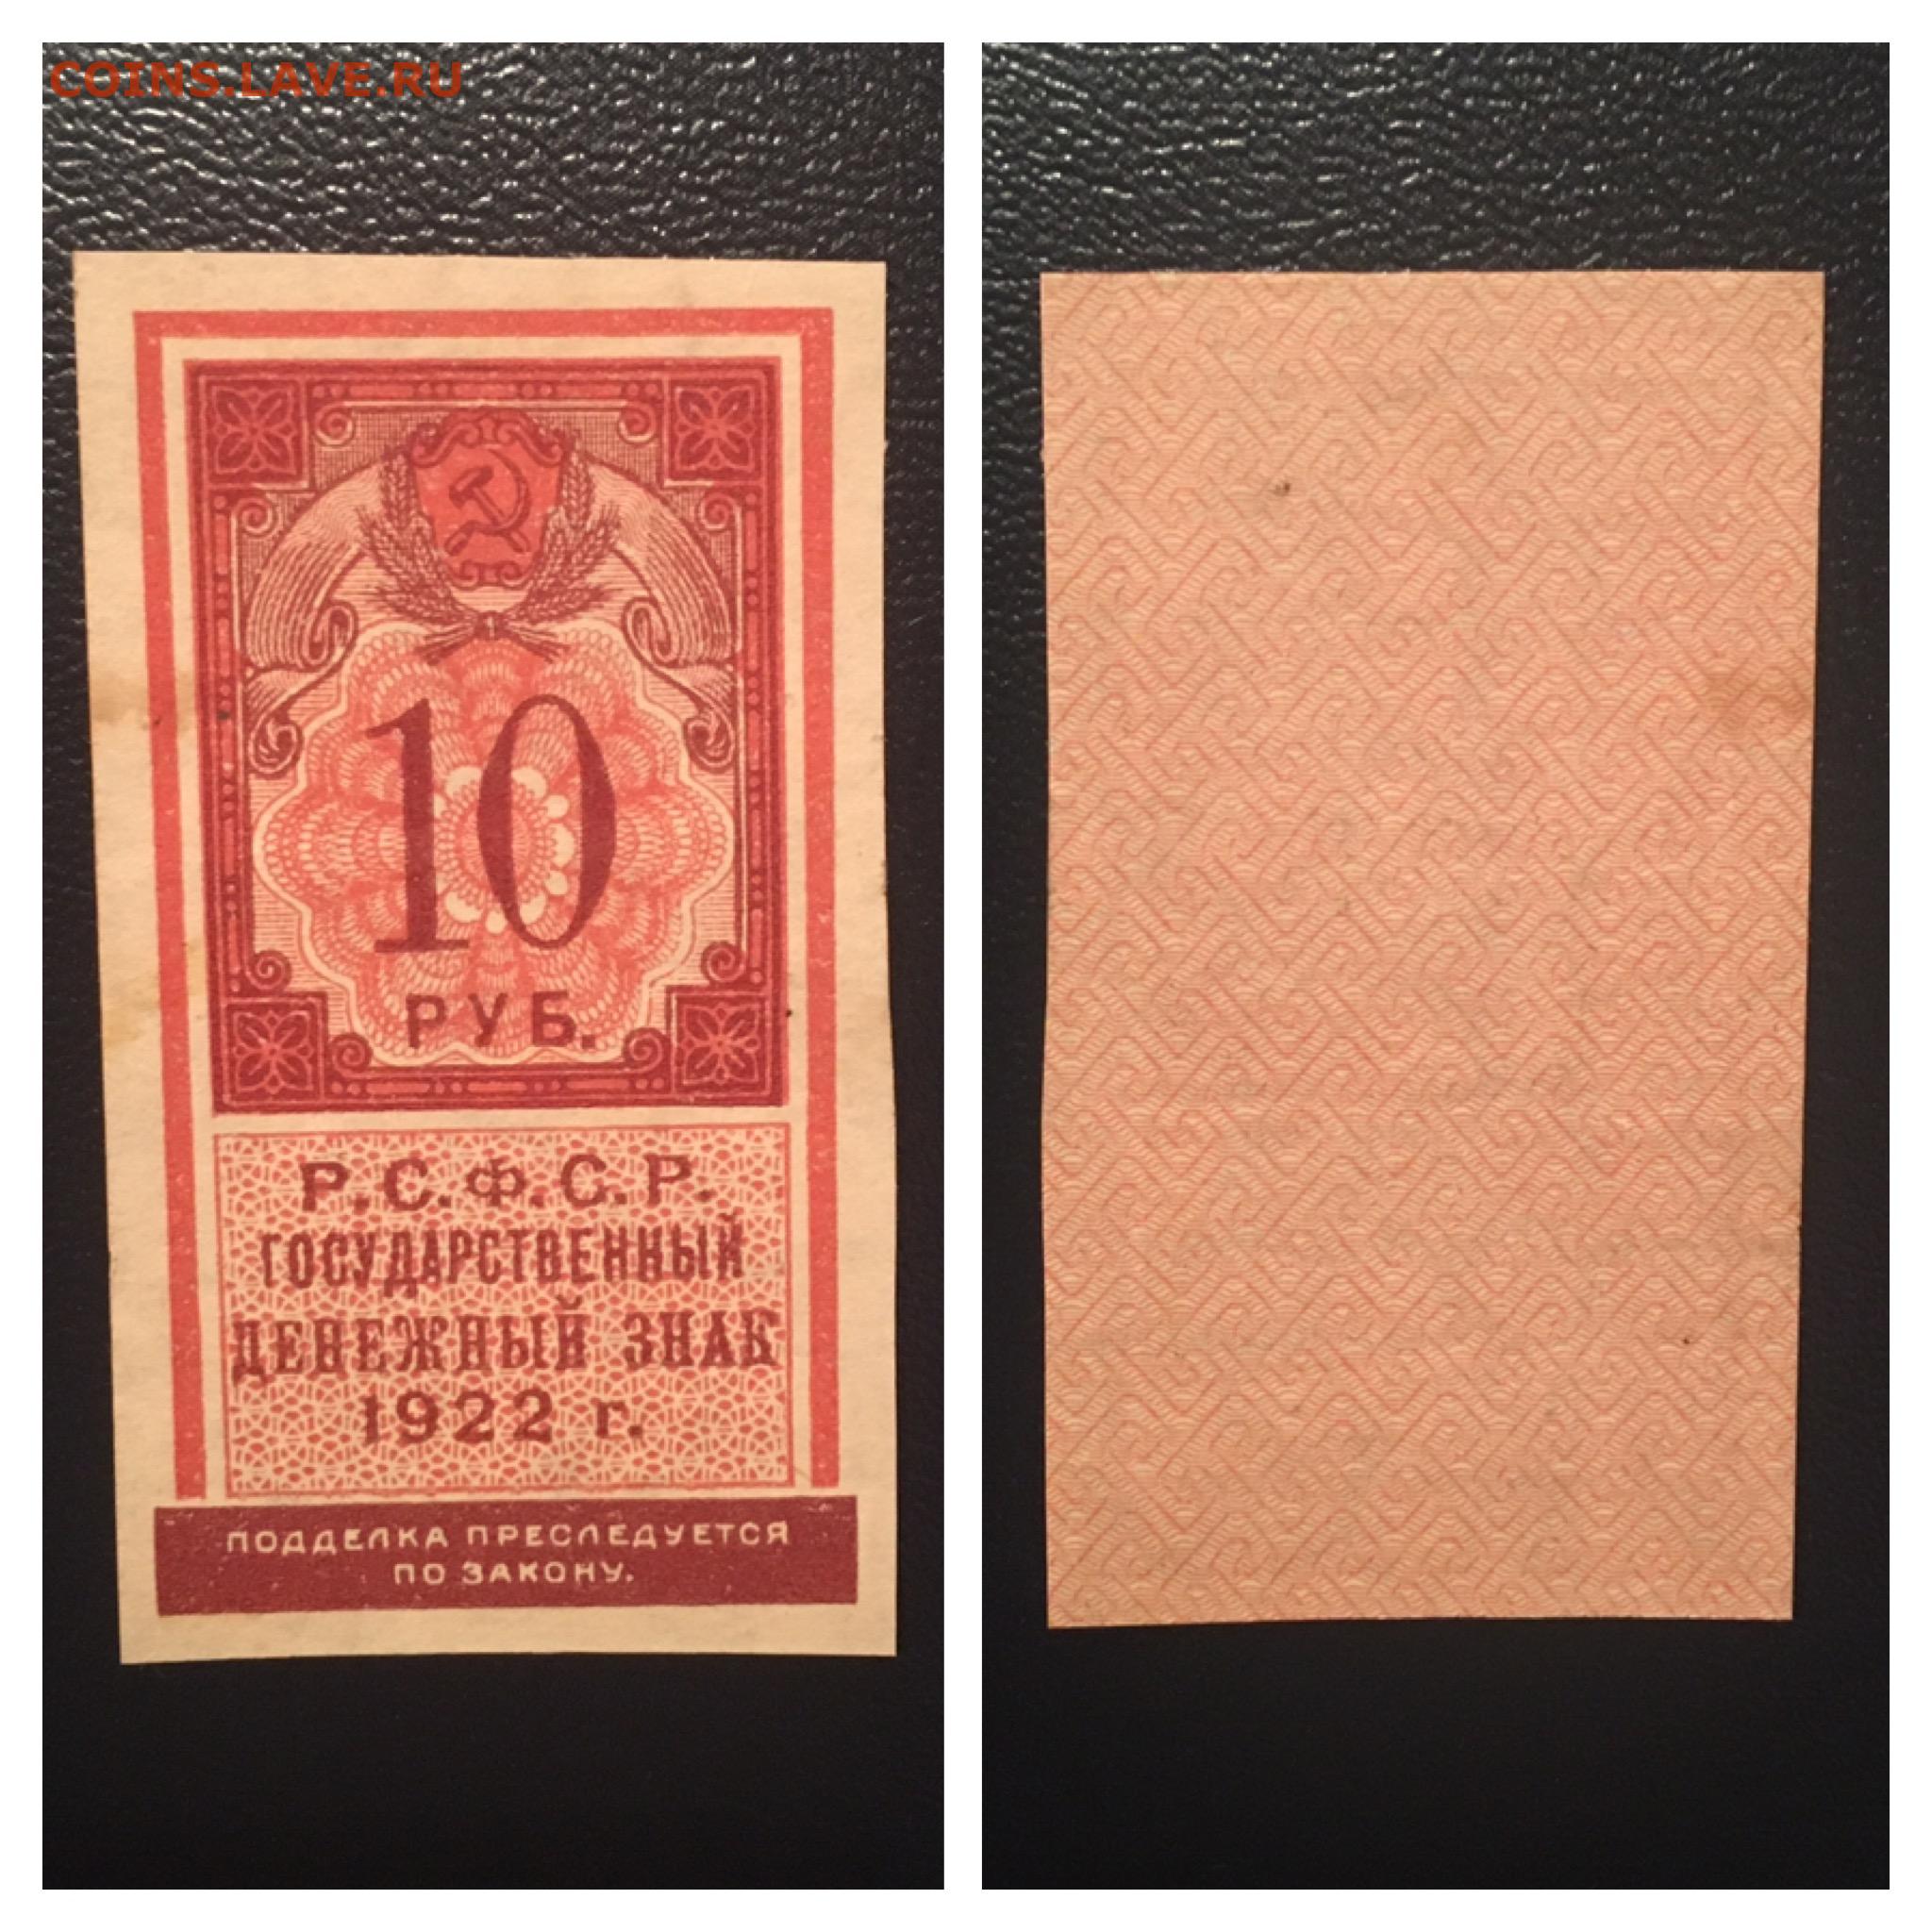 COINS.LAVE.RU
10
РУБ.
Р.С.Ф.С.Р.
ГОСУДАРСТВЕННЫЙ
ДЕНЕЖНЫЙ ЗНАК
1922 г.
ПОДДЕЛКА ПРЕСЛЕДУЕТСЯ
ПО ЗАКОНУ.